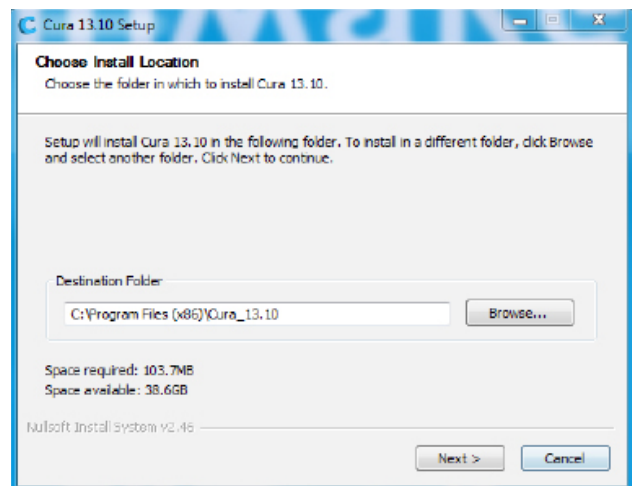 Cura 13.10 Setup
Choose Install Location
Choose the folder in which to install Cura 13.10.
Setup will install Cura 13.10 in the following folder. To install in a different folder, click Browse
and select another folder. Click Next to continue.
Destination Folder
C:\Program Files (x86)\Cura_13.10
Browse...
Space required: 103.7MB
Space available: 38.6GB
Nullsoft Install System v2.46
Next >
Cancel